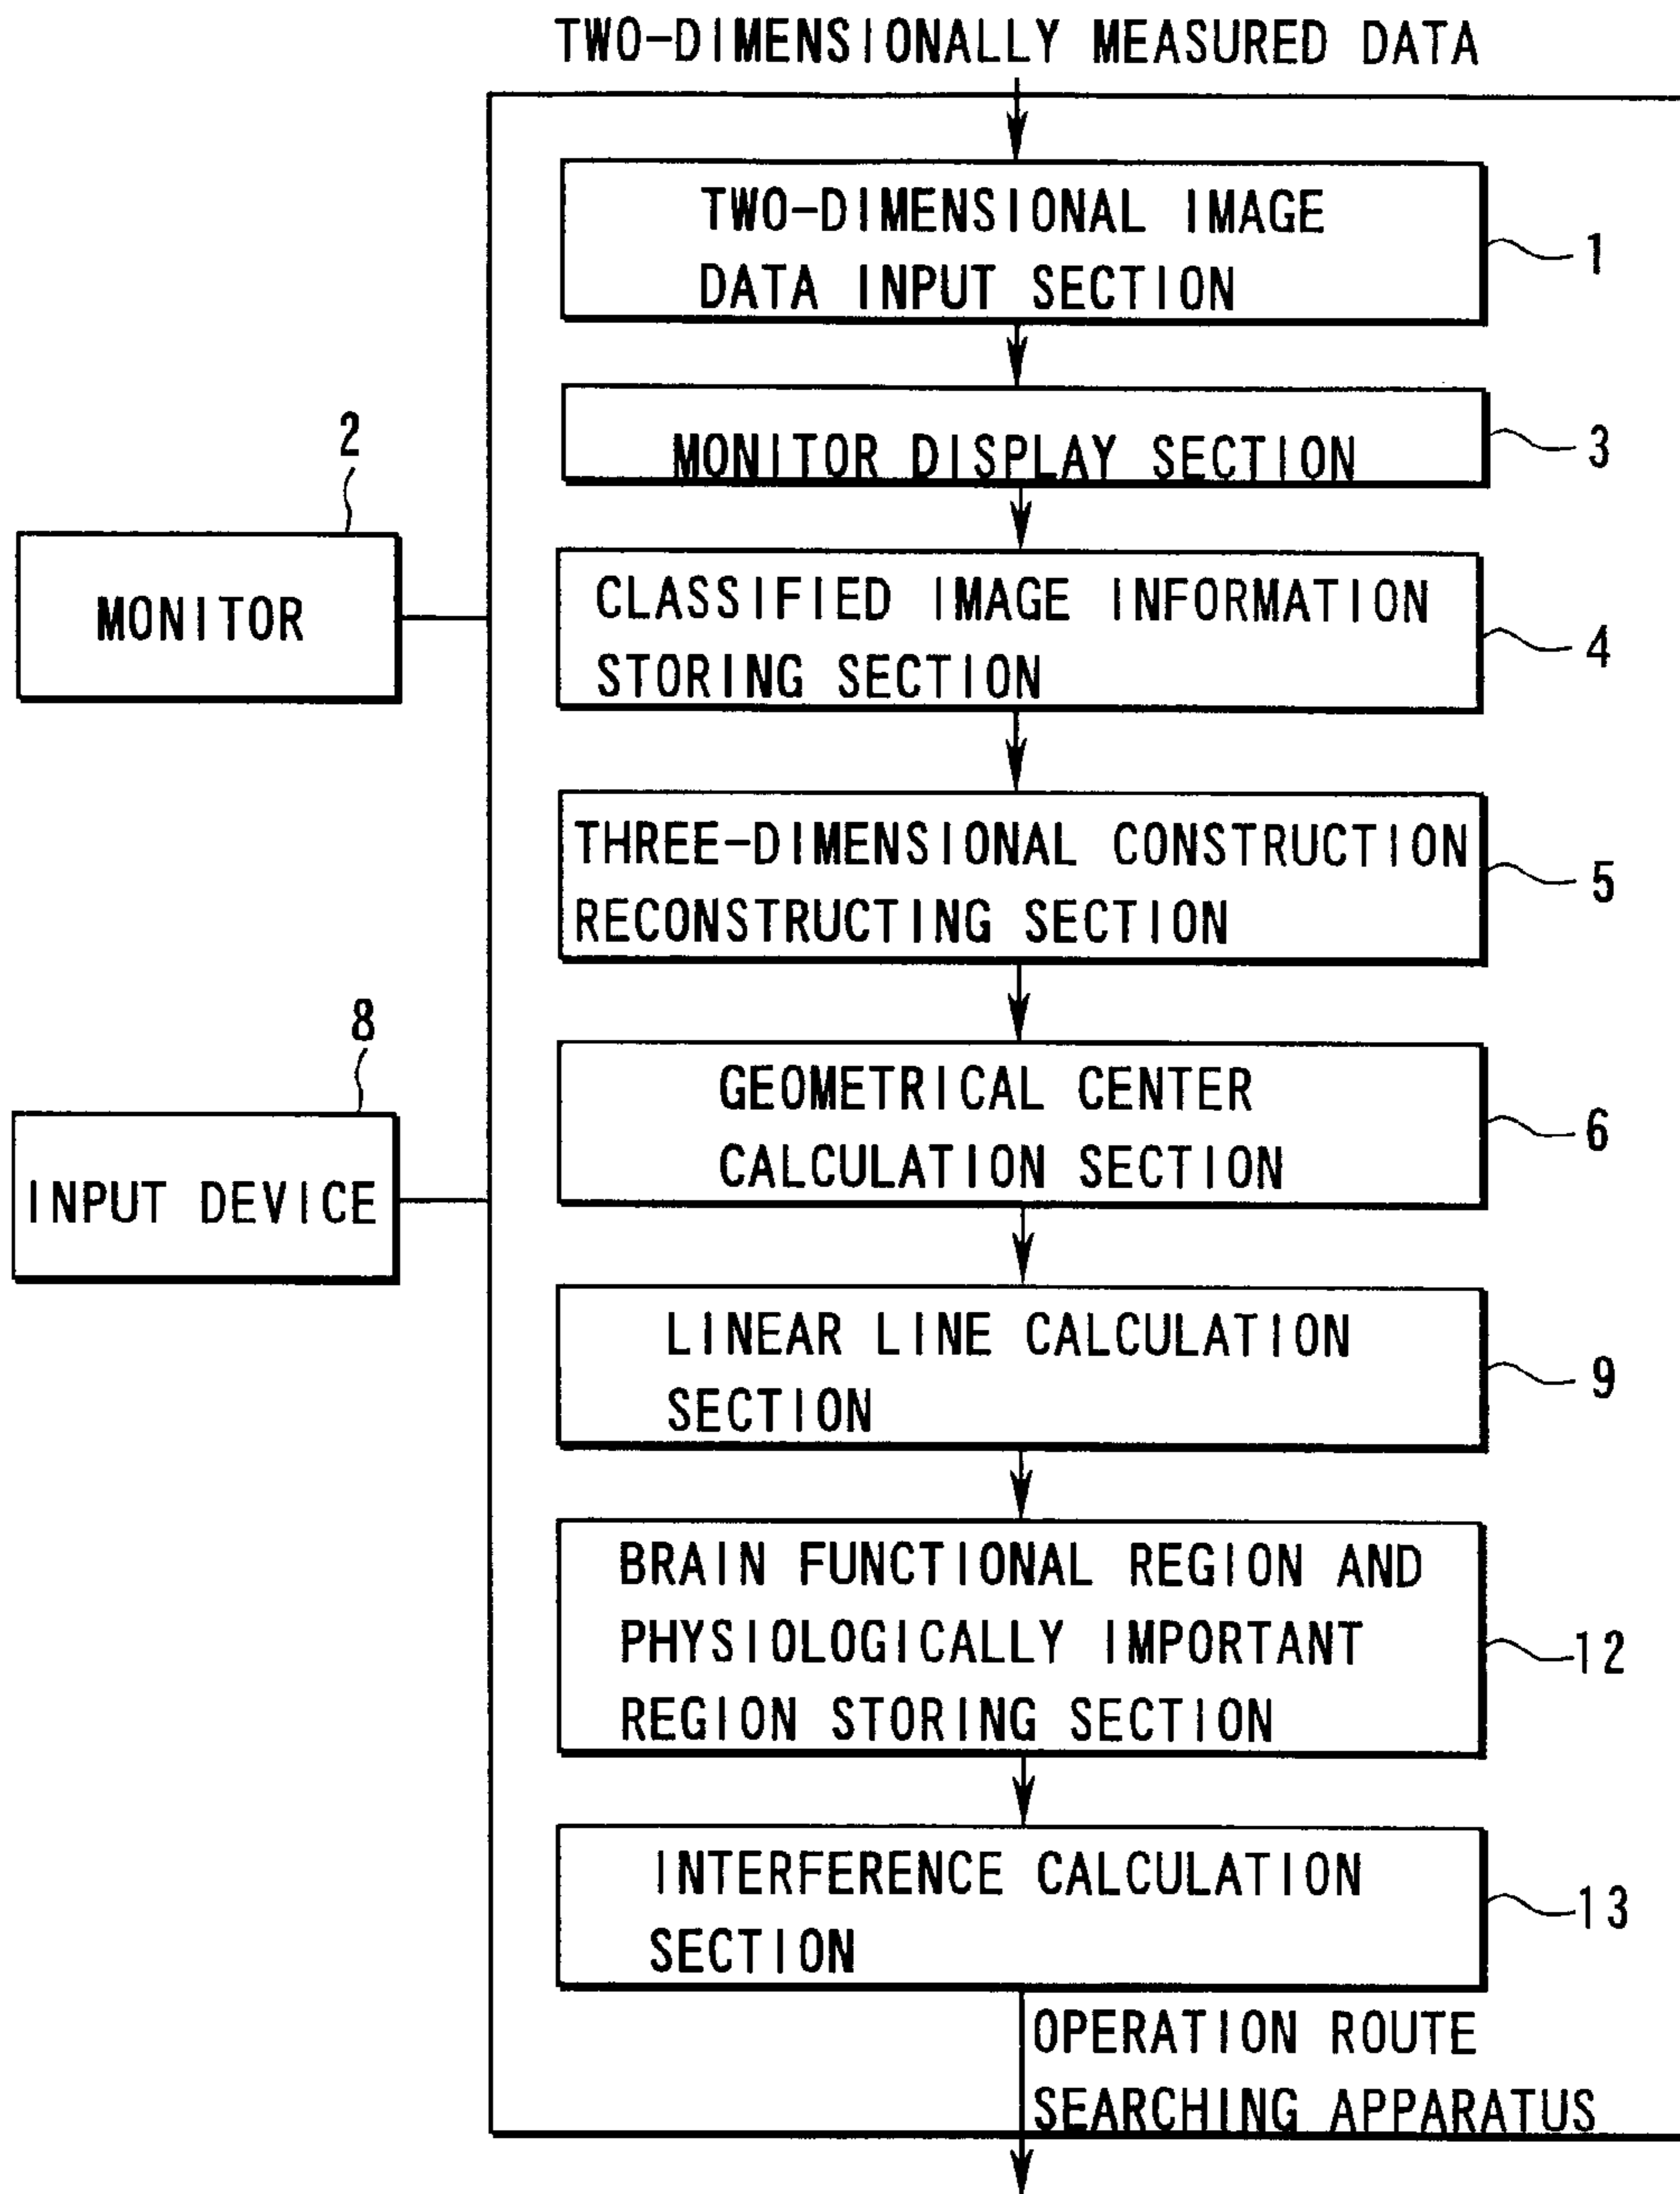 TWO-DIMENSIONALLY MEASURED DATA
TWO-DIMENSIONAL IMAGE
DATA INPUT SECTION
1
MONITOR DISPLAY SECTION
3
2
MONITOR
CLASSIFIED IMAGE INFORMATION
STORING SECTION
4
THREE-DIMENSIONAL CONSTRUCTION
RECONSTRUCTING SECTION
5
8
INPUT DEVICE
GEOMETRICAL CENTER
CALCULATION SECTION
6
LINEAR LINE CALCULATION
SECTION
9
BRAIN FUNCTIONAL REGION AND
PHYSIOLOGICALLY IMPORTANT
REGION STORING SECTION
12
INTERFERENCE CALCULATION
SECTION
13
OPERATION ROUTE
SEARCHING APPARATUS